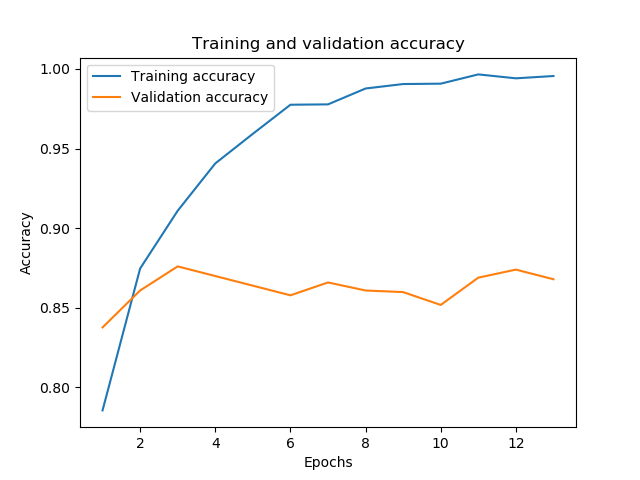 Training and validation accuracy
1.00
Training accuracy
Validation accuracy
0.95
0.90
Accuracy
0.85
0.80
2 4 6 8 10 12
Epochs